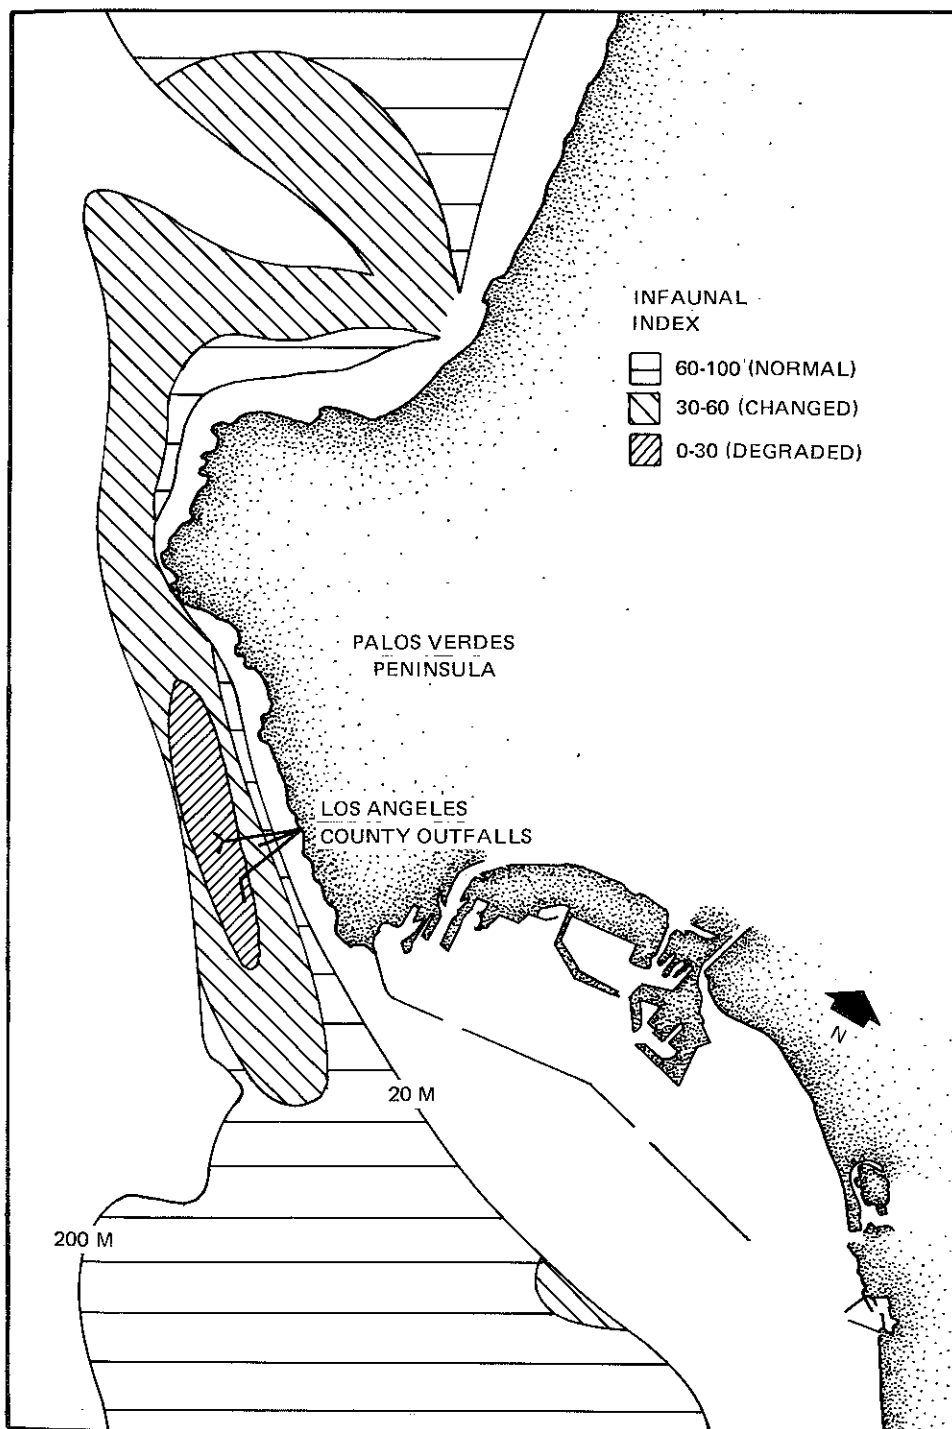 INFAUNAL
INDEX
60-100 (NORMAL)
30-60 (CHANGED)
0-30 (DEGRADED)
PALOS VERDES
PENINSULA
LOS ANGELES
COUNTY OUTFALLS
N
20 M
200 M